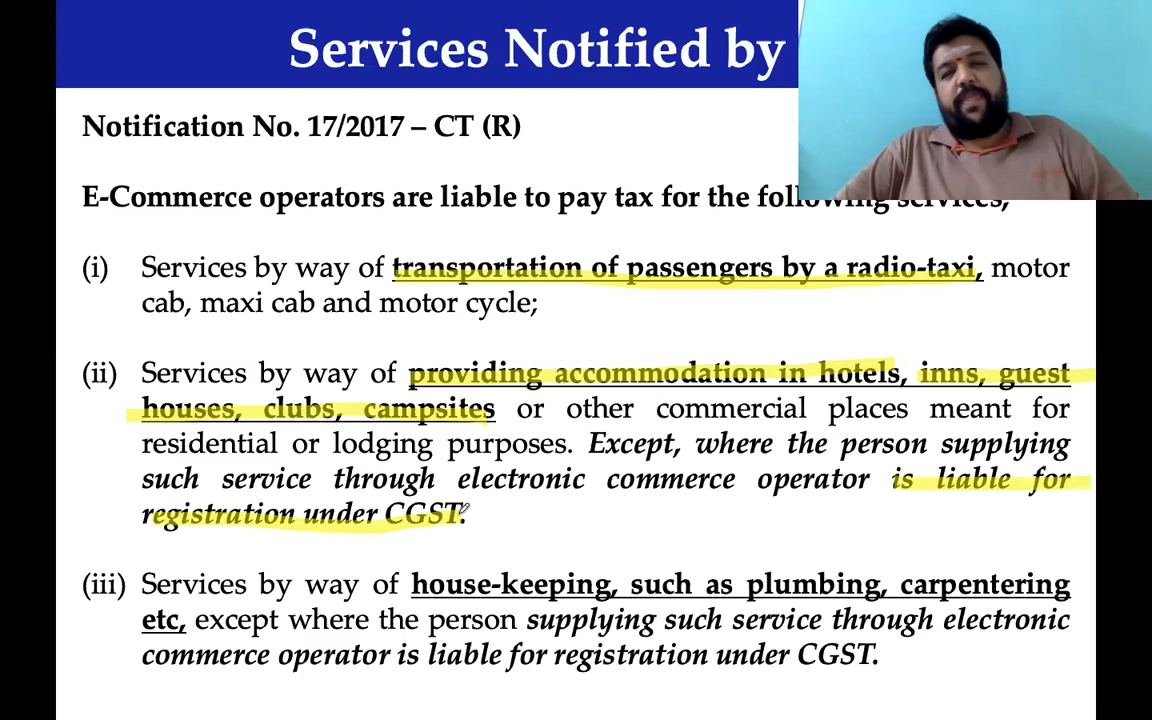 Services Notified by
Notification No. 17/2017 – CT (R)
E-Commerce operators are liable to pay tax for the following services;
(i) Services by way of transportation of passengers by a radio-taxi, motor
cab, maxi cab and motor cycle;
(ii) Services by way of providing accommodation in hotels, inns, guest
houses, clubs, campsites or other commercial places meant for
residential or lodging purposes. Except, where the person supplying
such service through electronic commerce operator is liable for
registration under CGST.
(iii) Services by way of house-keeping, such as plumbing, carpentering
etc, except where the person supplying such service through electronic
commerce operator is liable for registration under CGST.